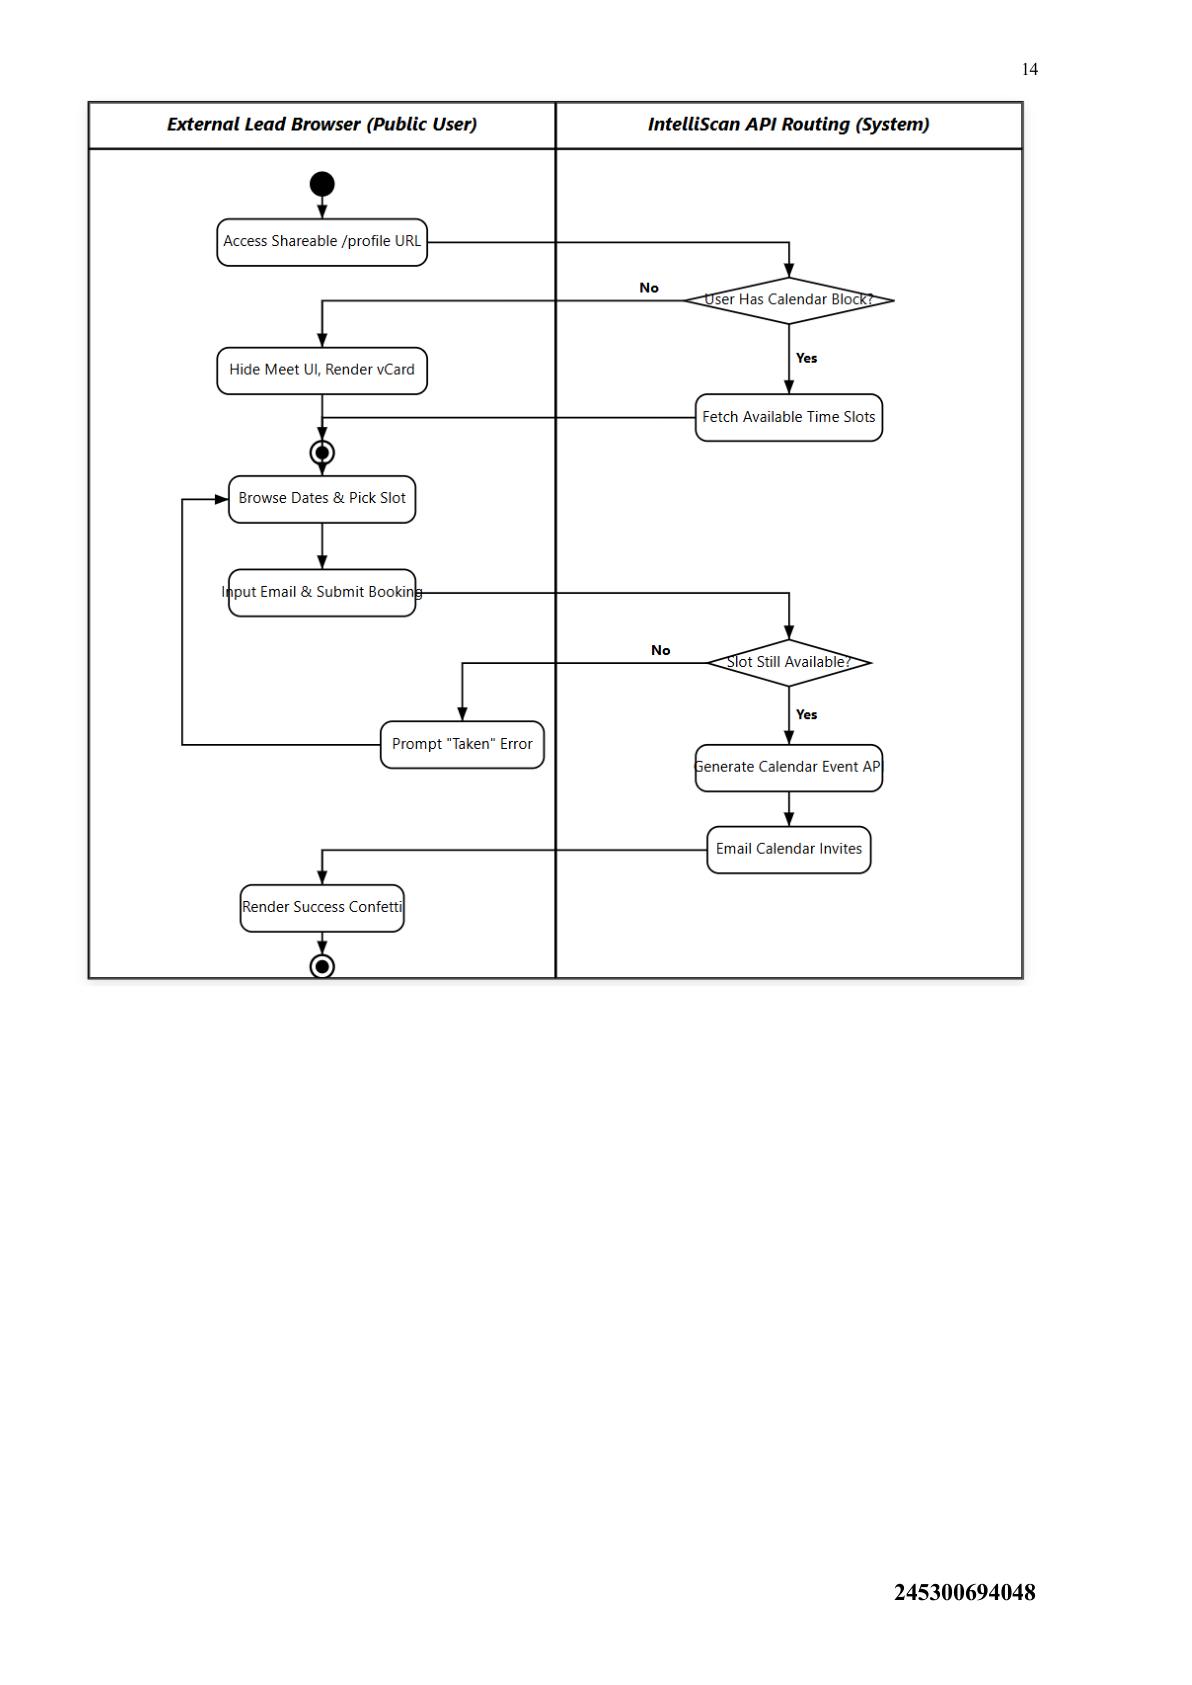 14
External Lead Browser (Public User)
IntelliScan API Routing (System)
Access Shareable /profile URL
No
User Has Calendar Block?
Yes
Hide Meet UI, Render vCard
Fetch Available Time Slots
Browse Dates & Pick Slot
Input Email & Submit Booking
No
Slot Still Available?
Yes
Prompt "Taken" Error
Generate Calendar Event API
Email Calendar Invites
Render Success Confetti
245300694048